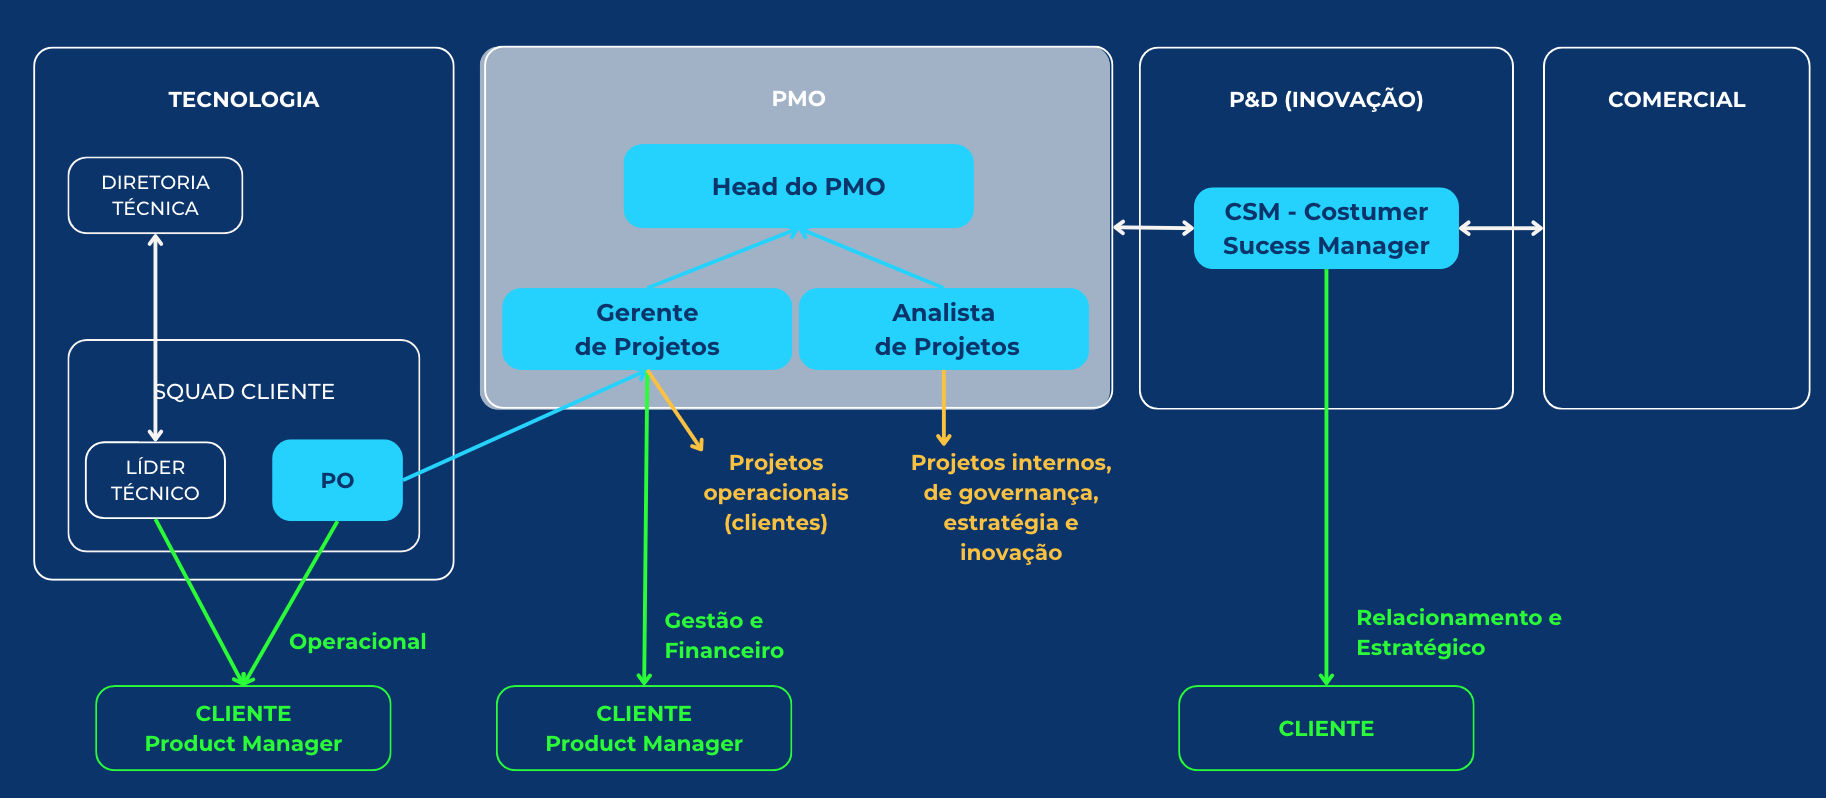 TECNOLOGIA
DIRETORIA
TÉCNICA
SQUAD CLIENTE
LÍDER
TÉCNICO
PO
PMO
Head do PMO
Gerente
de Projetos
Analista
de Projetos
P&D (INOVAÇÃO)
CSM - Costumer
Sucess Manager
COMERCIAL
Projetos
operacionais
(clientes)
Projetos internos,
de governança,
estratégia e
inovação
Operacional
Gestão e
Financeiro
Relacionamento e
Estratégico
CLIENTE
Product Manager
CLIENTE
Product Manager
CLIENTE